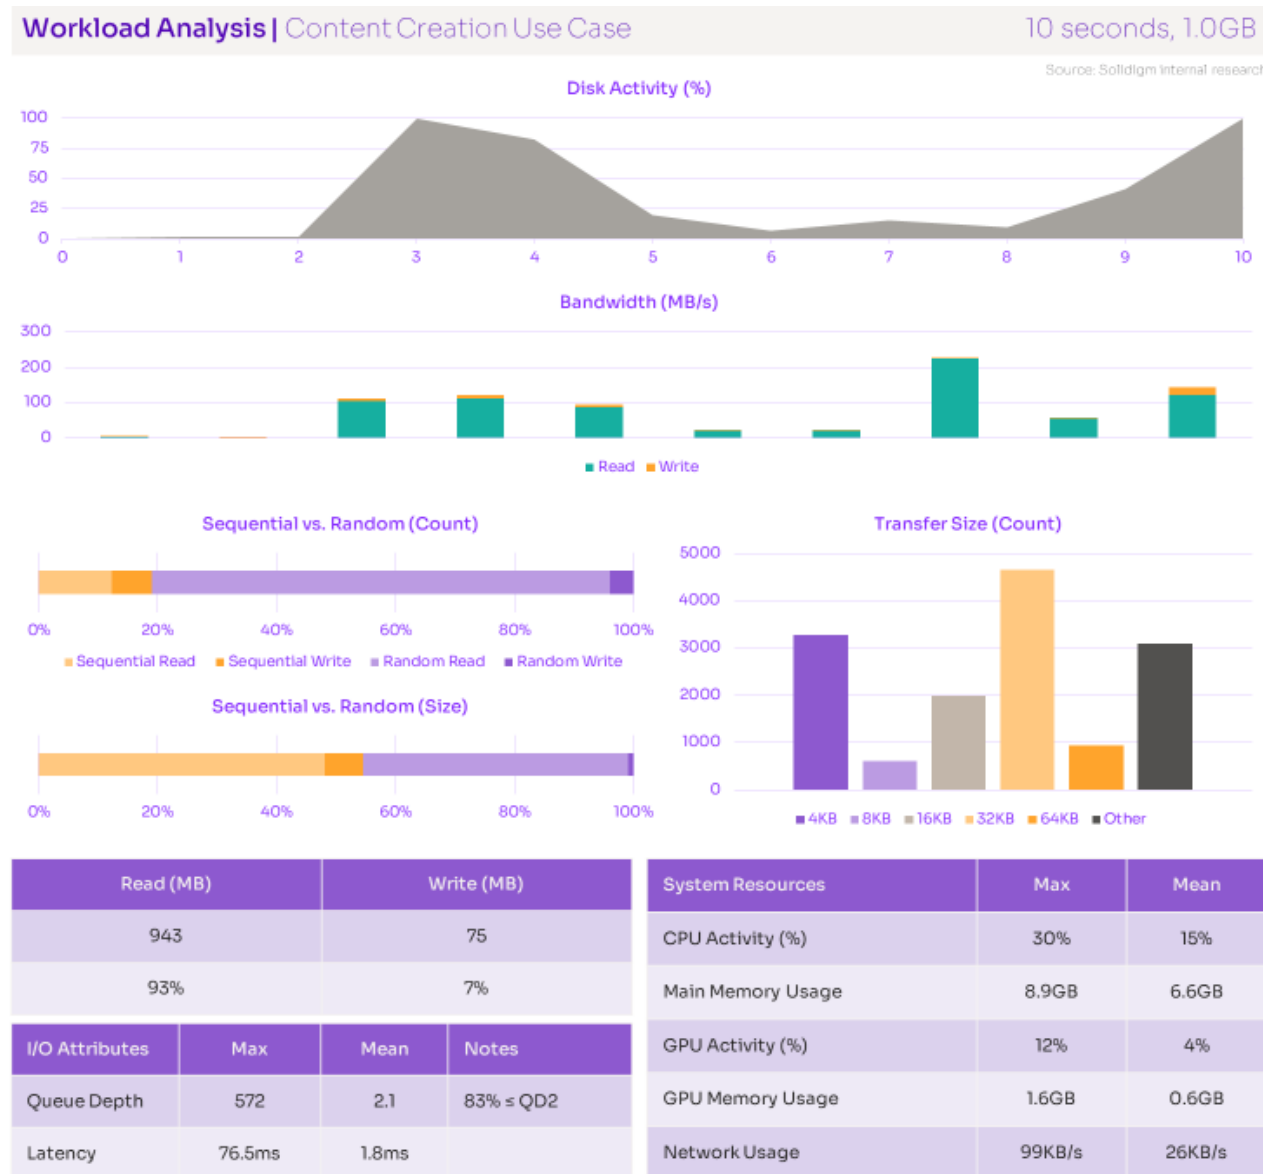 Workload Analysis | Content Creation Use Case 10 seconds, 1.0GB
Source: Solidigm internal research
Disk Activity (%)
100
75
50
25
0
0 1 2 3 4 5 6 7 8 9 10
Bandwidth (MB/s)
300
200
100
0
Read Write
Sequential vs. Random (Count)
0% 20% 40% 60% 80% 100%
Sequential Read Sequential Write Random Read Random Write
Sequential vs. Random (Size)
0% 20% 40% 60% 80% 100%
Transfer Size (Count)
5000
4000
3000
2000
1000
0
4KB 8KB 16KB 32KB 64KB Other
Read (MB) Write (MB)
943 75
93% 7%
I/O Attributes Max Mean Notes
Queue Depth 572 2.1 83% ≤ QD2
Latency 76.5ms 1.8ms
System Resources Max Mean
CPU Activity (%) 30% 15%
Main Memory Usage 8.9GB 6.6GB
GPU Activity (%) 12% 4%
GPU Memory Usage 1.6GB 0.6GB
Network Usage 99KB/s 26KB/s